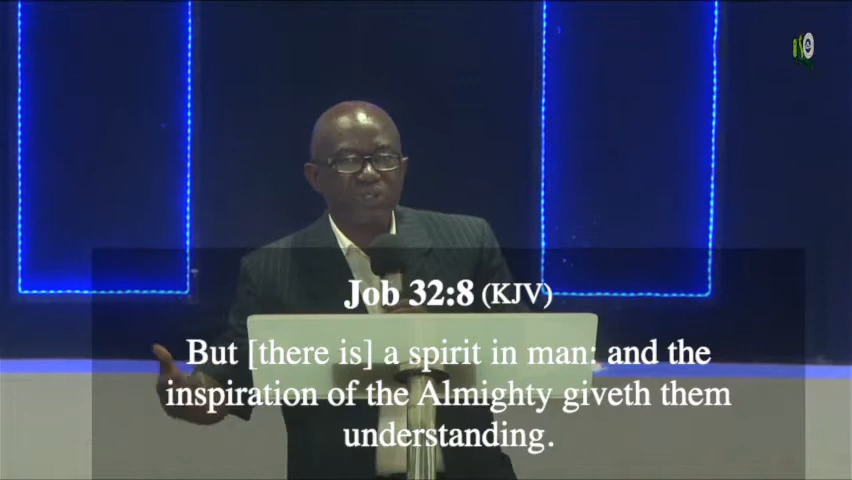 Job 32:8 (KJV)
But [there is] a spirit in man: and the
inspiration of the Almighty giveth them
understanding.